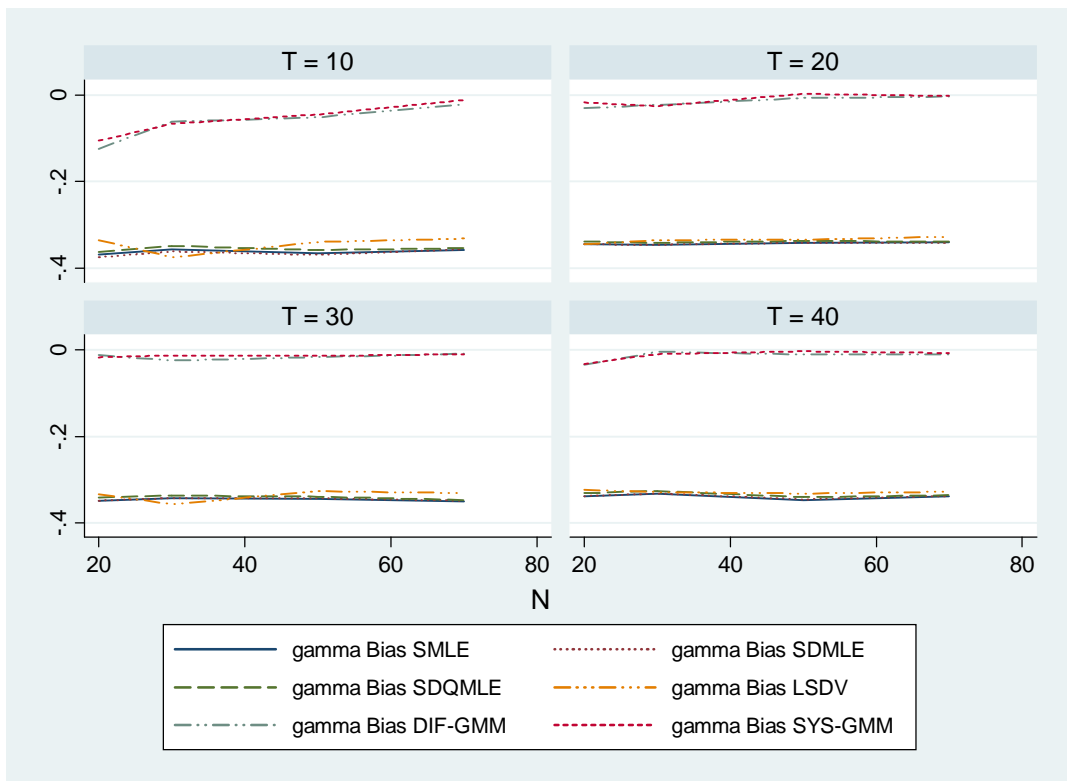 T = 10
T = 20
0
-.2
-.4
T = 30
T = 40
0
-.2
-.4
20 40 60 80
20 40 60 80
N
gamma Bias SMLE
gamma Bias SDMLE
gamma Bias SDQMLE
gamma Bias LSDV
gamma Bias DIF-GMM
gamma Bias SYS-GMM